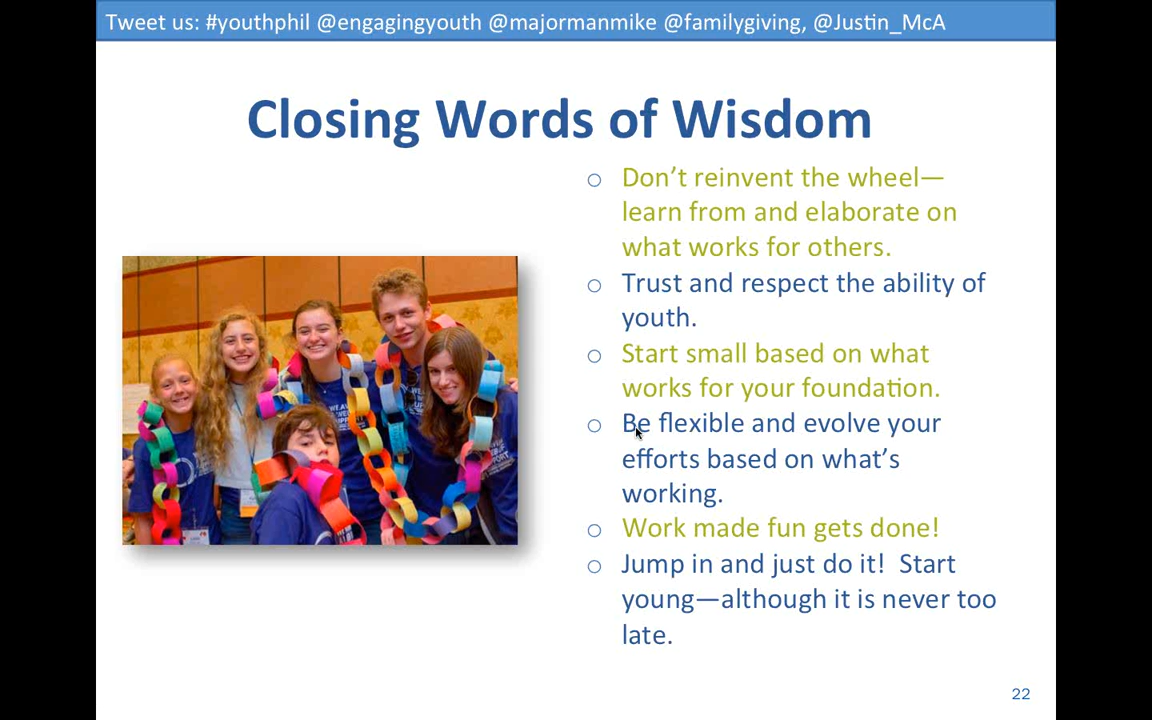 Tweet us: #youthphil @engagingyouth @majormanmike @familygiving, @Justin_McA
Closing Words of Wisdom
○ Don’t reinvent the wheel—
learn from and elaborate on
what works for others.
○ Trust and respect the ability of
youth.
○ Start small based on what
works for your foundation.
○ Be flexible and evolve your
efforts based on what’s
working.
○ Work made fun gets done!
○ Jump in and just do it!  Start
young—although it is never too
late.
22